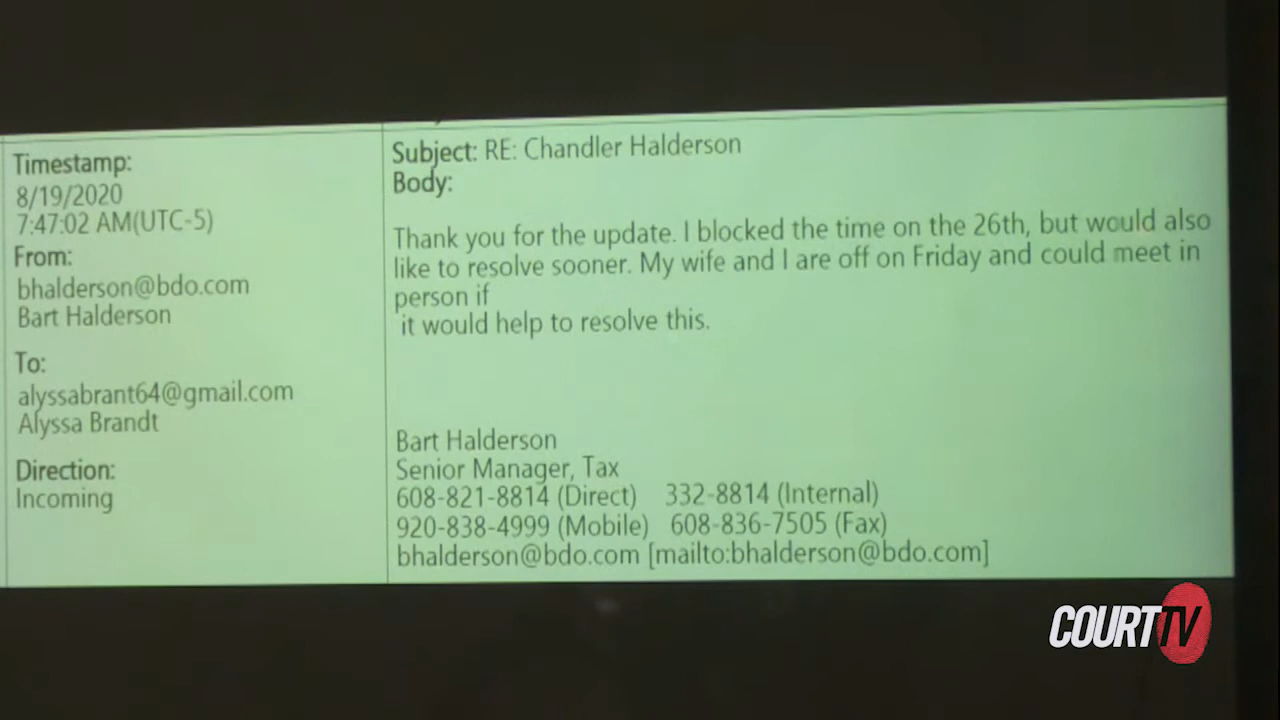 Timestamp:
8/19/2020
7:47:02 AM(UTC-5)
From:
bhalderson@bdo.com
Bart Halderson
To:
alyssabrant64@gmail.com
Alyssa Brandt
Direction:
Incoming
Subject: RE: Chandler Halderson
Body:
Thank you for the update. I blocked the time on the 26th, but would also
like to resolve sooner. My wife and I are off on Friday and could meet in
person if
it would help to resolve this.
Bart Halderson
Senior Manager, Tax
608-821-8814 (Direct) 332-8814 (Internal)
920-838-4999 (Mobile) 608-836-7505 (Fax)
bhalderson@bdo.com [mailto:bhalderson@bdo.com]
COURT TV